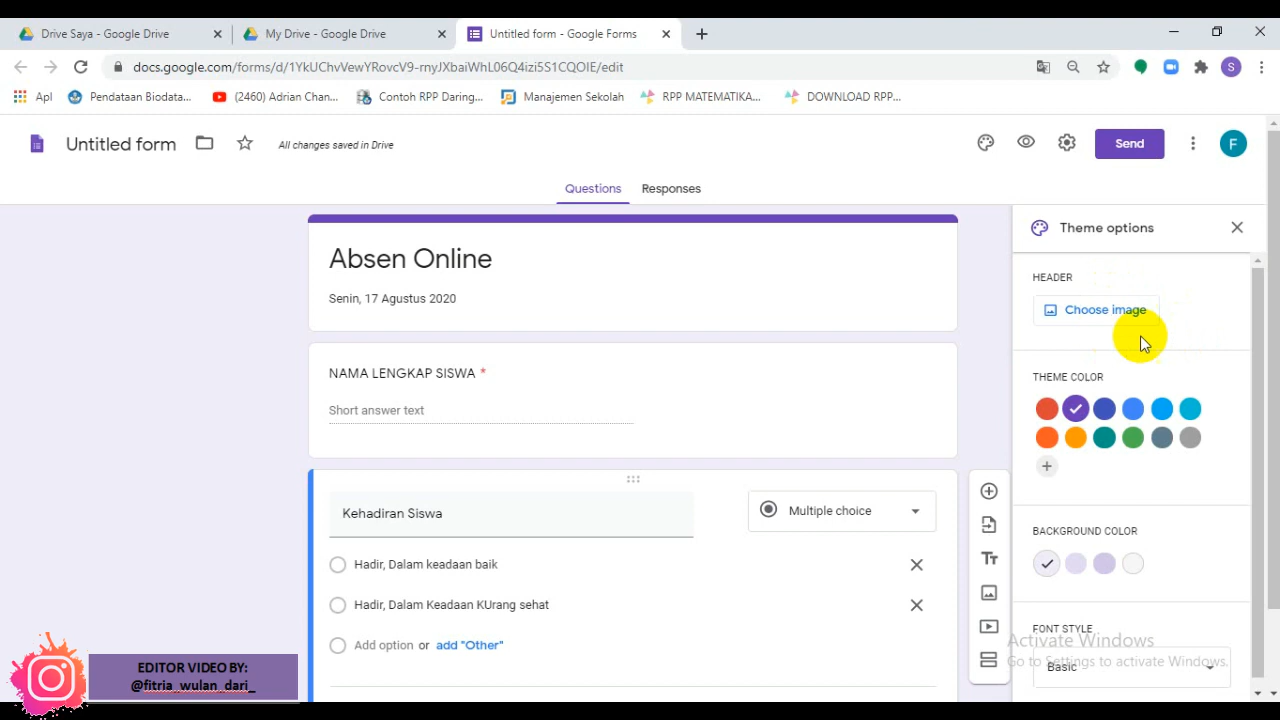 Drive Saya - Google Drive
My Drive - Google Drive
Untitled form - Google Forms
docs.google.com/forms/d/1YkUChvVewYRovcV9-rnyJXbaiWhL06Q4izi5S1CQOIE/edit
S
Apl
Pendataan Biodata...
(2460) Adrian Chan...
Contoh RPP Daring...
Manajemen Sekolah
RPP MATEMATIKA...
DOWNLOAD RPP...
Untitled form
All changes saved in Drive
Send
F
Questions
Responses
Absen Online
Senin, 17 Agustus 2020
NAMA LENGKAP SISWA *
Short answer text
Kehadiran Siswa
Multiple choice
Hadir, Dalam keadaan baik
Hadir, Dalam Keadaan KUrang sehat
Add option or add "Other"
Tt
Theme options
HEADER
Choose image
THEME COLOR
BACKGROUND COLOR
FONT STYLE
Basic
Activate Windows
Go to Settings to activate Windows.
EDITOR VIDEO BY:
@fitria_wulan_dari_